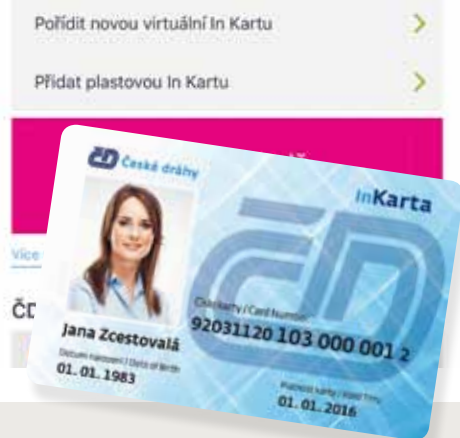 Pořídit novou virtuální In Kartu
Přidat plastovou In Kartu
ČD České dráhy
InKarta
Více
ČD
Číslo karty / Card Number
92031120 103 000 001 2
Jana Zcestovalá
Datum narození / Date of Birth
01. 01. 1983
Platnost karty / Valid Thru
01. 01. 2016